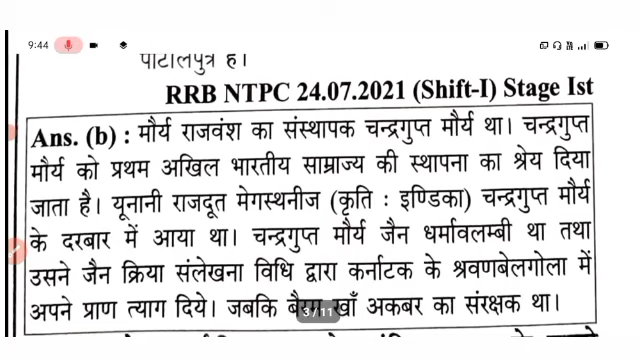 9:44
पाटलिपुत्र है।
RRB NTPC 24.07.2021 (Shift-I) Stage Ist
Ans. (b) : मौर्य राजवंश का संस्थापक चन्द्रगुप्त मौर्य था। चन्द्रगुप्त
मौर्य को प्रथम अखिल भारतीय साम्राज्य की स्थापना का श्रेय दिया
जाता है। यूनानी राजदूत मेगस्थनीज (कृति : इण्डिका) चन्द्रगुप्त मौर्य
के दरबार में आया था। चन्द्रगुप्त मौर्य जैन धर्मावलम्बी था तथा
उसने जैन क्रिया संलेखना विधि द्वारा कर्नाटक के श्रवणबेलगोला में
अपने प्राण त्याग दिये। जबकि बैरम खाँ अकबर का संरक्षक था।
3/11